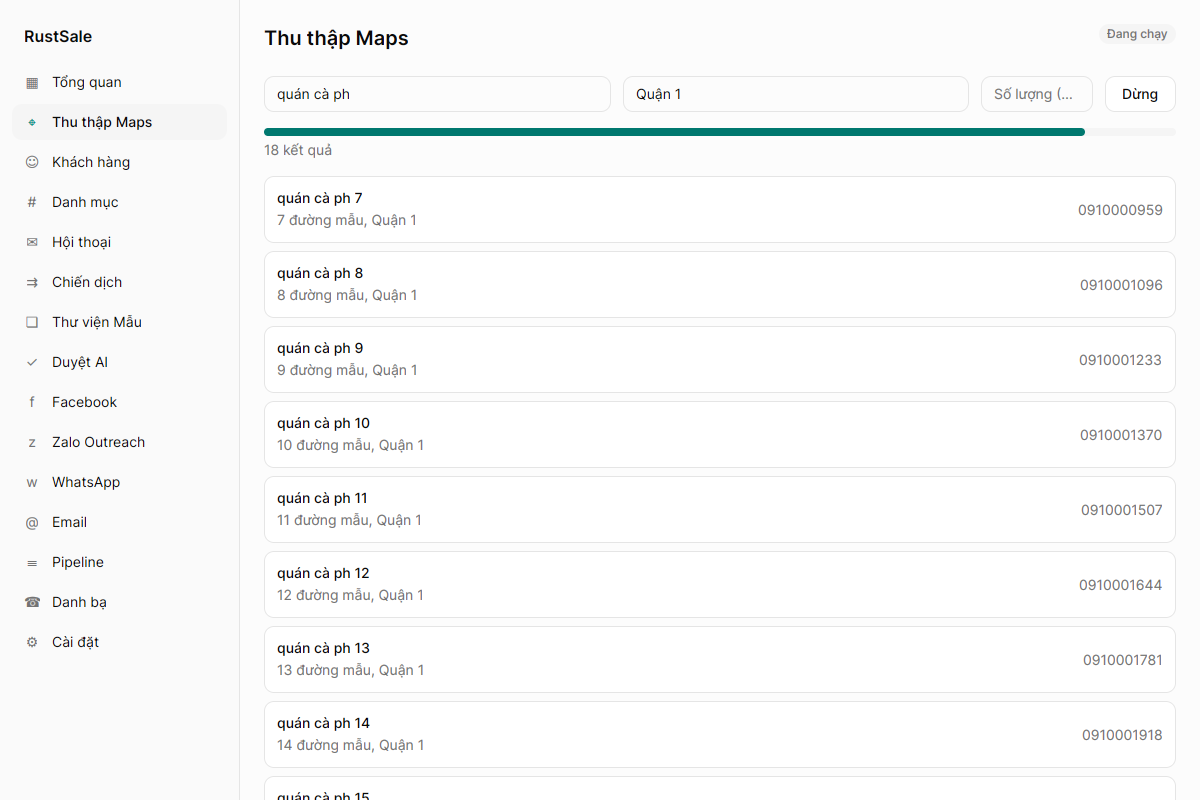 RustSale
Tổng quan
Thu thập Maps
Khách hàng
# Danh mục
Hội thoại
Chiến dịch
Thư viện Mẫu
Duyệt AI
f Facebook
z Zalo Outreach
w WhatsApp
@ Email
Pipeline
Danh bạ
Cài đặt
Thu thập Maps
Đang chạy
quán cà ph
Quận 1
Số lượng (...
Dừng
18 kết quả
quán cà ph 7
7 đường mẫu, Quận 1
0910000959
quán cà ph 8
8 đường mẫu, Quận 1
0910001096
quán cà ph 9
9 đường mẫu, Quận 1
0910001233
quán cà ph 10
10 đường mẫu, Quận 1
0910001370
quán cà ph 11
11 đường mẫu, Quận 1
0910001507
quán cà ph 12
12 đường mẫu, Quận 1
0910001644
quán cà ph 13
13 đường mẫu, Quận 1
0910001781
quán cà ph 14
14 đường mẫu, Quận 1
0910001918
quán cà ph 15